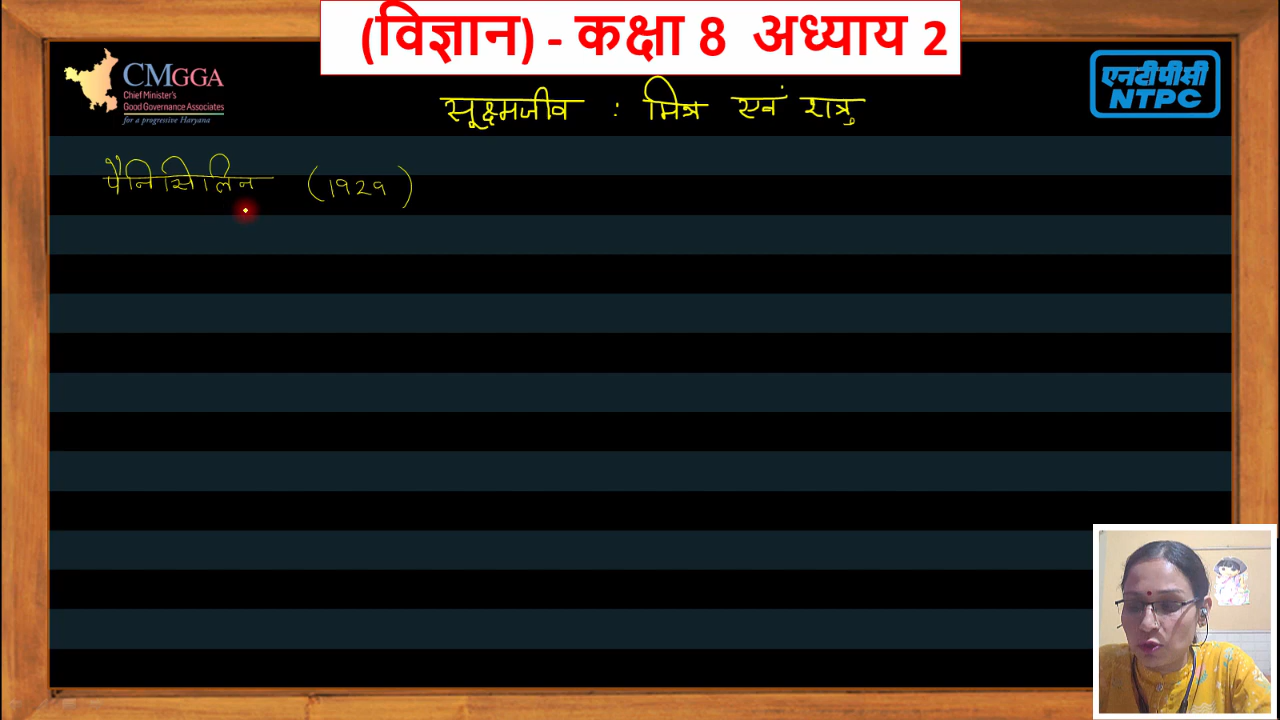 (विज्ञान) - कक्षा 8 अध्याय 2
CMGGA
Chief Minister's
Good Governance Associates
for a progressive Haryana
एनटीपीसी
NTPC
सूक्ष्मजीव : मित्र एवं शत्रु
पैनिसिलिन (1929)